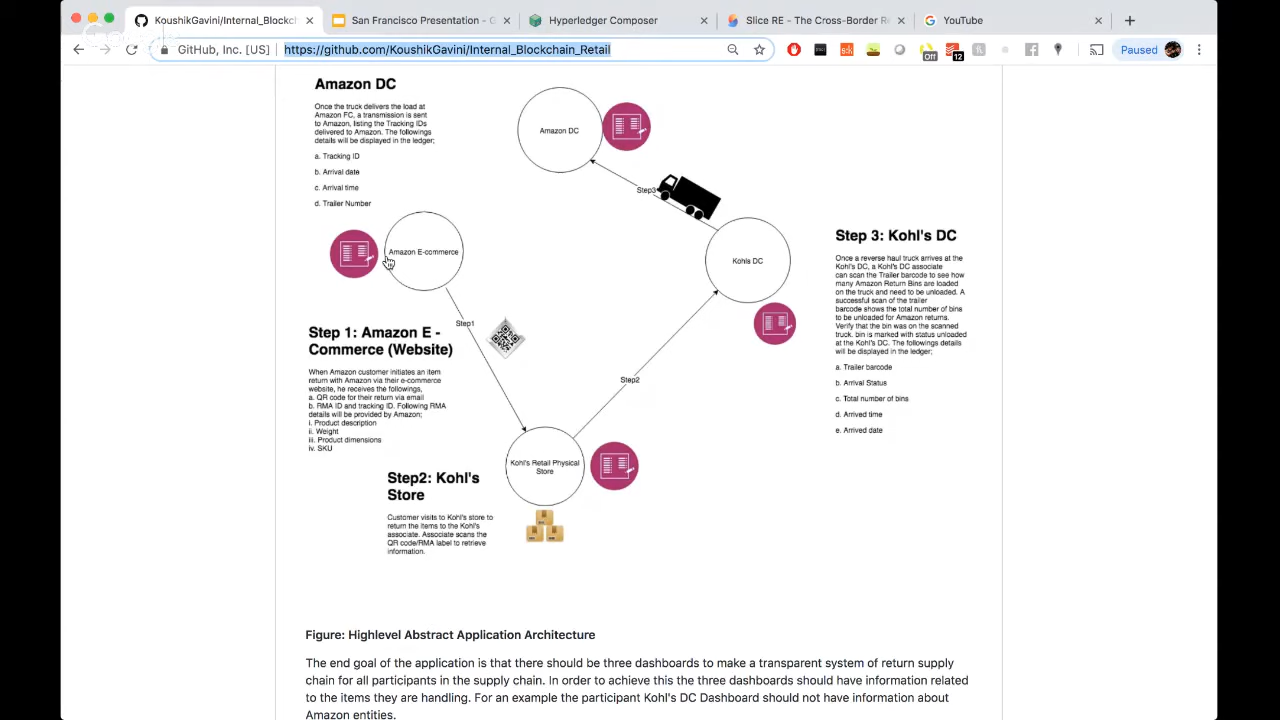 KoushikGavini/Internal_Blockch
San Francisco Presentation - G
Hyperledger Composer
Slice RE - The Cross-Border Re
YouTube
GitHub, Inc. [US]
https://github.com/KoushikGavini/Internal_Blockchain_Retail
Off
12
Paused
Amazon DC
Once the truck delivers the load at
Amazon FC, a transmission is sent
to Amazon, listing the Tracking IDs
delivered to Amazon. The followings
details will be displayed in the ledger;
a. Tracking ID
b. Arrival date
c. Arrival time
d. Trailer Number
Amazon DC
Step3
Amazon E-commerce
Kohls DC
Step 3: Kohl's DC
Once a reverse haul truck arrives at the
Kohl's DC, a Kohl's DC associate
can scan the Trailer barcode to see how
many Amazon Return Bins are loaded
on the truck and need to be unloaded. A
successful scan of the trailer
barcode shows the total number of bins
to be unloaded for Amazon returns.
Verify that the bin was on the scanned
truck. bin is marked with status unloaded
at the Kohl's DC. The followings details
will be displayed in the ledger;
a. Trailer barcode
b. Arrival Status
c. Total number of bins
d. Arrived time
e. Arrived date
Step1
Step 1: Amazon E -
Commerce (Website)
When Amazon customer initiates an item
return with Amazon via their e-commerce
website, he receives the followings,
a. QR code for their return via email
b. RMA ID and tracking ID. Following RMA
details will be provided by Amazon;
i. Product description
ii. Weight
iii. Product dimensions
iv. SKU
Step2
Kohl's Retail Physical
Store
Step2: Kohl's
Store
Customer visits to Kohl's store to
return the items to the Kohl's
associate. Associate scans the
QR code/RMA label to retrieve
information.
Figure: Highlevel Abstract Application Architecture
The end goal of the application is that there should be three dashboards to make a transparent system of return supply
chain for all participants in the supply chain. In order to achieve this the three dashboards should have information related
to the items they are handling. For an example the participant Kohl's DC Dashboard should not have information about
Amazon entities.